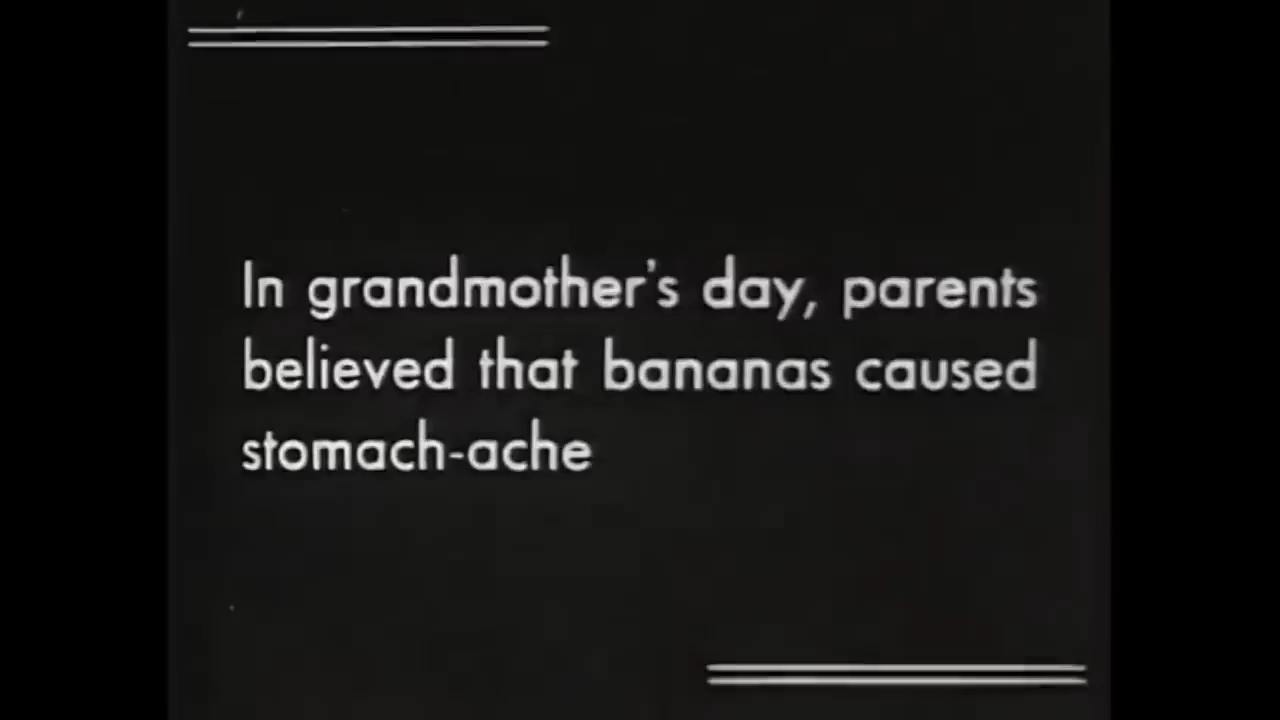 In grandmother's day, parents
believed that bananas caused
stomach-ache